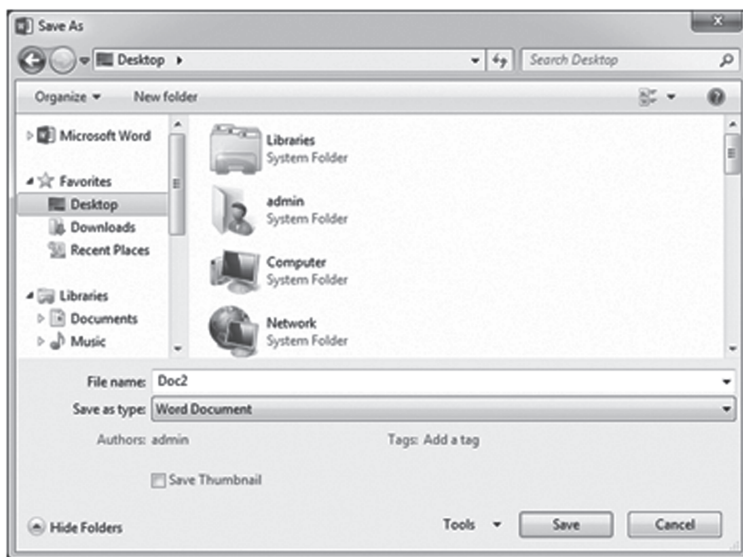 Save As
Desktop
Search Desktop
Organize
New folder
Microsoft Word
Favorites
Desktop
Downloads
Recent Places
Libraries
Documents
Music
Libraries
System Folder
admin
System Folder
Computer
System Folder
Network
System Folder
File name: Doc2
Save as type: Word Document
Authors: admin
Tags: Add a tag
Save Thumbnail
Hide Folders
Tools
Save
Cancel